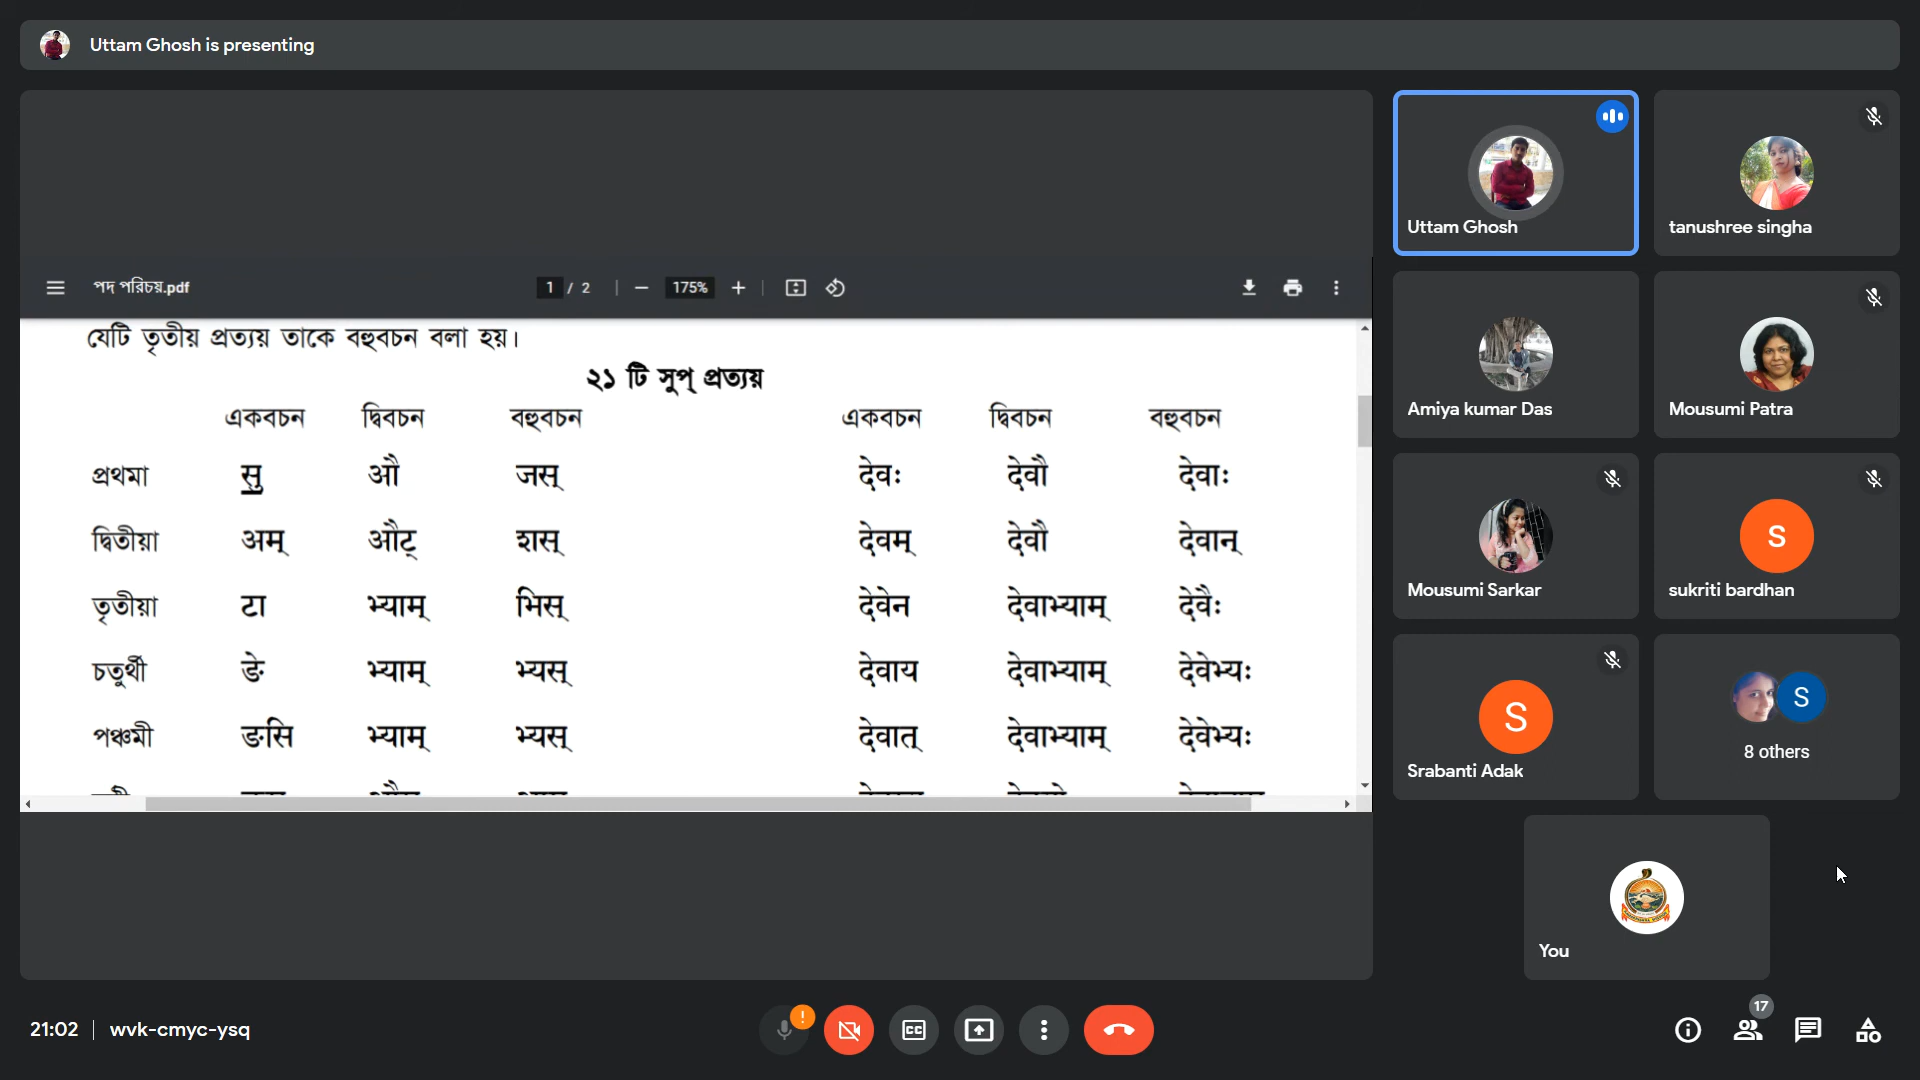 Uttam Ghosh is presenting
পদ পরিচয়.pdf
1 / 2
175%
যেটি তৃতীয় প্রত্যয় তাকে বহুবচন বলা হয়।
২১ টি সুপ্ প্রত্যয়
একবচন দ্বিবচন বহুবচন একবচন দ্বিবচন বহুবচন
প্রথমা सु औ जस् देवः देवौ देवाः
দ্বিতীয়া अम् औट् शस् देवम् देवौ देवान्
তৃতীয়া टा भ्याम् भिस् देवेन देवाभ्याम् देवैः
চতুর্থী ङे भ्याम् भ्यस् देवाय देवाभ्याम् देवेभ्यः
পঞ্চমী ङसि भ्याम् भ्यस् देवात् देवाभ्याम् देवेभ्यः
Uttam Ghosh
tanushree singha
Amiya kumar Das
Mousumi Patra
Mousumi Sarkar
S
sukriti bardhan
S
Srabanti Adak
S
8 others
You
21:02 | wvk-cmyc-ysq
CC
17